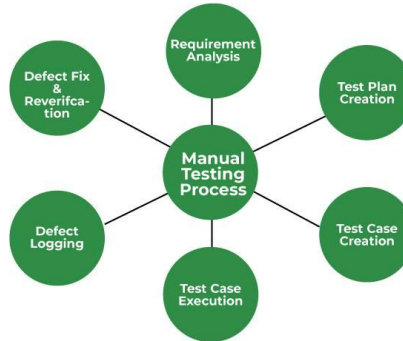 Requirement
Analysis
Test Plan
Creation
Test Case
Creation
Test Case
Execution
Defect
Logging
Defect Fix
&
Reverifca-
tion
Manual
Testing
Process